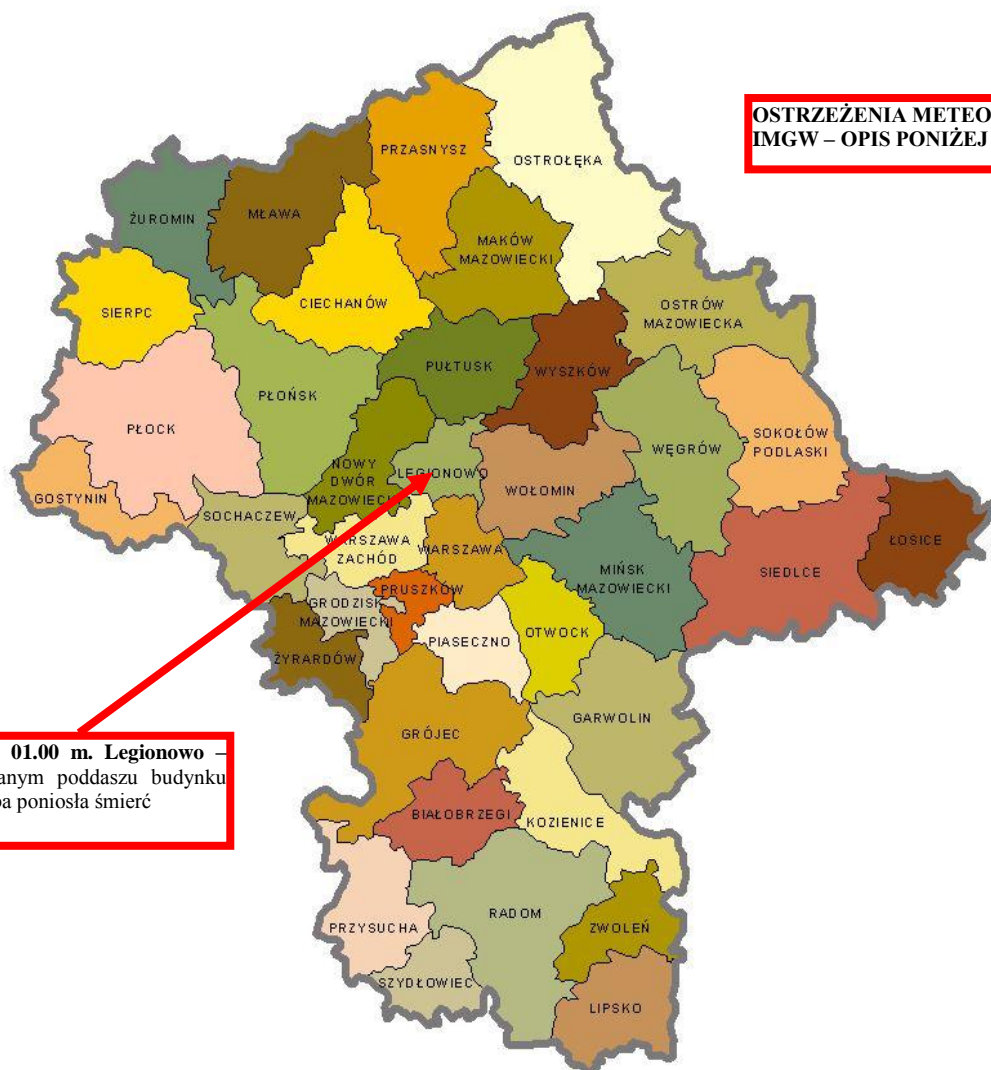 OSTRZEŻENIA METEO
IMGW – OPIS PONIŻEJ
PRZASNYSZ
OSTROŁĘKA
ŻUROMIN
MŁAWA
MAKÓW
MAZOWIECKI
CIECHANÓW
SIERPC
OSTRÓW
MAZOWIECKA
PUŁTUSK
WYSZKÓW
PŁOŃSK
PŁOCK
SOKOŁÓW
PODLASKI
WĘGRÓW
NOWY
DWÓR
MAZOWIECKI
LEGIONOWO
WOŁOMIN
GOSTYNIN
SOCHACZEW
WARSZAWA
ZACHÓD
WARSZAWA
MIŃSK
MAZOWIECKI
SIEDLCE
ŁOSICE
PRUSZKÓW
GRODZISK
MAZOWIECKI
PIASECZNO
OTWOCK
ŻYRARDÓW
GARWOLIN
GRÓJEC
01.00 m. Legionowo –
anym poddaszu budynku
ba poniosła śmierć
BIAŁOBRZEGI
KOZIENICE
RADOM
PRZYSUCHA
ZWOLEŃ
SZYDŁOWIEC
LIPSKO